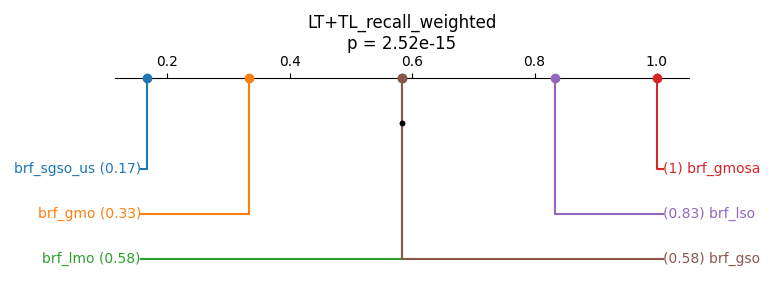 LT+TL_recall_weighted
p = 2.52e-15
0.2 0.4 0.6 0.8 1.0
brf_sgso_us (0.17) (1) brf_gmosa
brf_gmo (0.33) (0.83) brf_lso
brf_lmo (0.58) (0.58) brf_gso